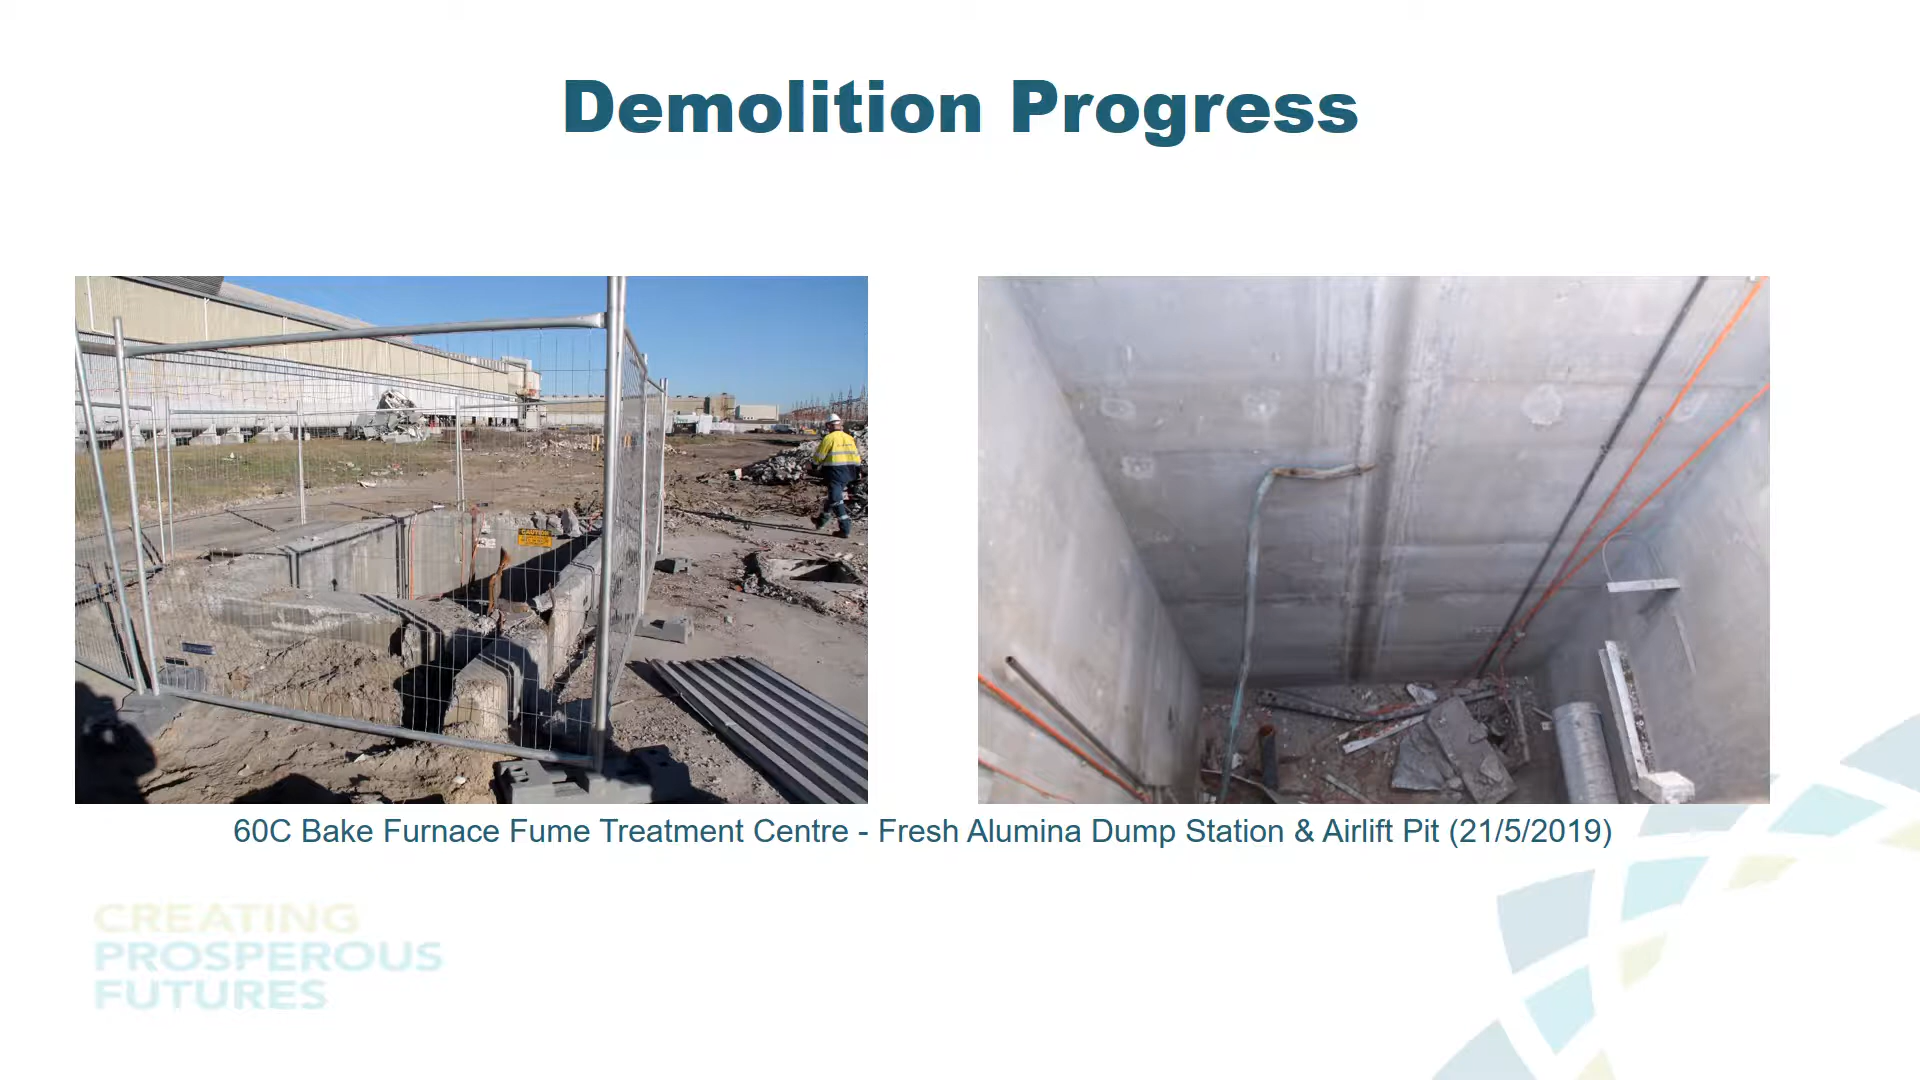 Demolition Progress
CAUTION
60C Bake Furnace Fume Treatment Centre - Fresh Alumina Dump Station & Airlift Pit (21/5/2019)
CREATING
PROSPEROUS
FUTURES